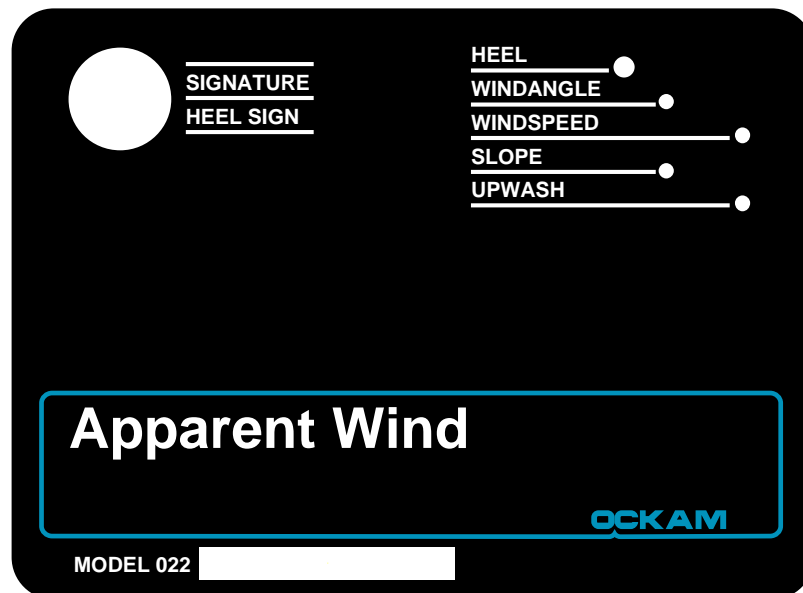 SIGNATURE
HEEL SIGN
HEEL
WINDANGLE
WINDSPEED
SLOPE
UPWASH
Apparent Wind
OCKAM
MODEL 022